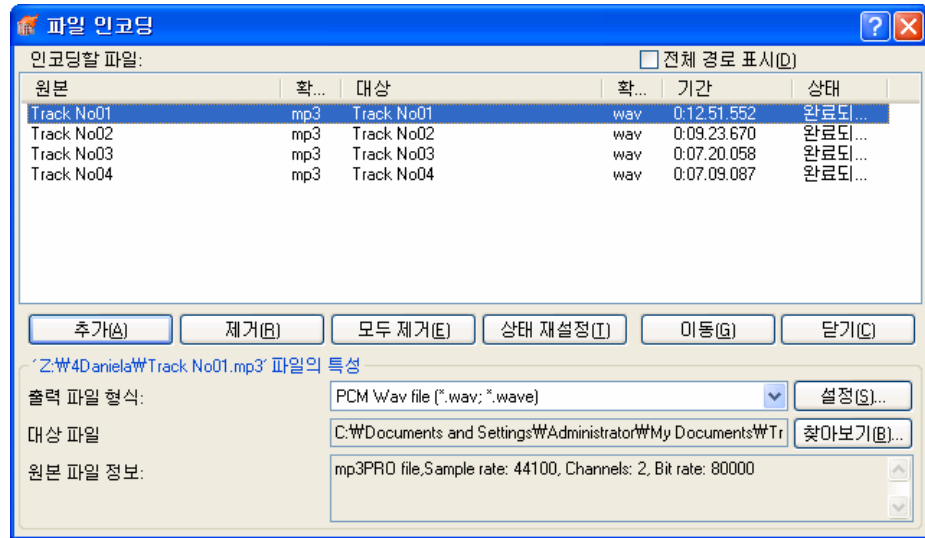 파일 인코딩
인코딩할 파일: 전체 경로 표시(D)
원본 확... 대상 확... 기간 상태
Track No01 mp3 Track No01 wav 0:12.51.552 완료되...
Track No02 mp3 Track No02 wav 0:09.23.670 완료되...
Track No03 mp3 Track No03 wav 0:07.20.058 완료되...
Track No04 mp3 Track No04 wav 0:07.09.087 완료되...
추가(A) 제거(R) 모두 제거(E) 상태 재설정(T) 이동(G) 닫기(C)
´Z:₩4Daniela₩Track No01.mp3´ 파일의 특성
출력 파일 형식: PCM Wav file (*.wav; *.wave) 설정(S)...
대상 파일 C:₩Documents and Settings₩Administrator₩My Documents₩Tr 찾아보기(B)...
원본 파일 정보: mp3PRO file,Sample rate: 44100, Channels: 2, Bit rate: 80000